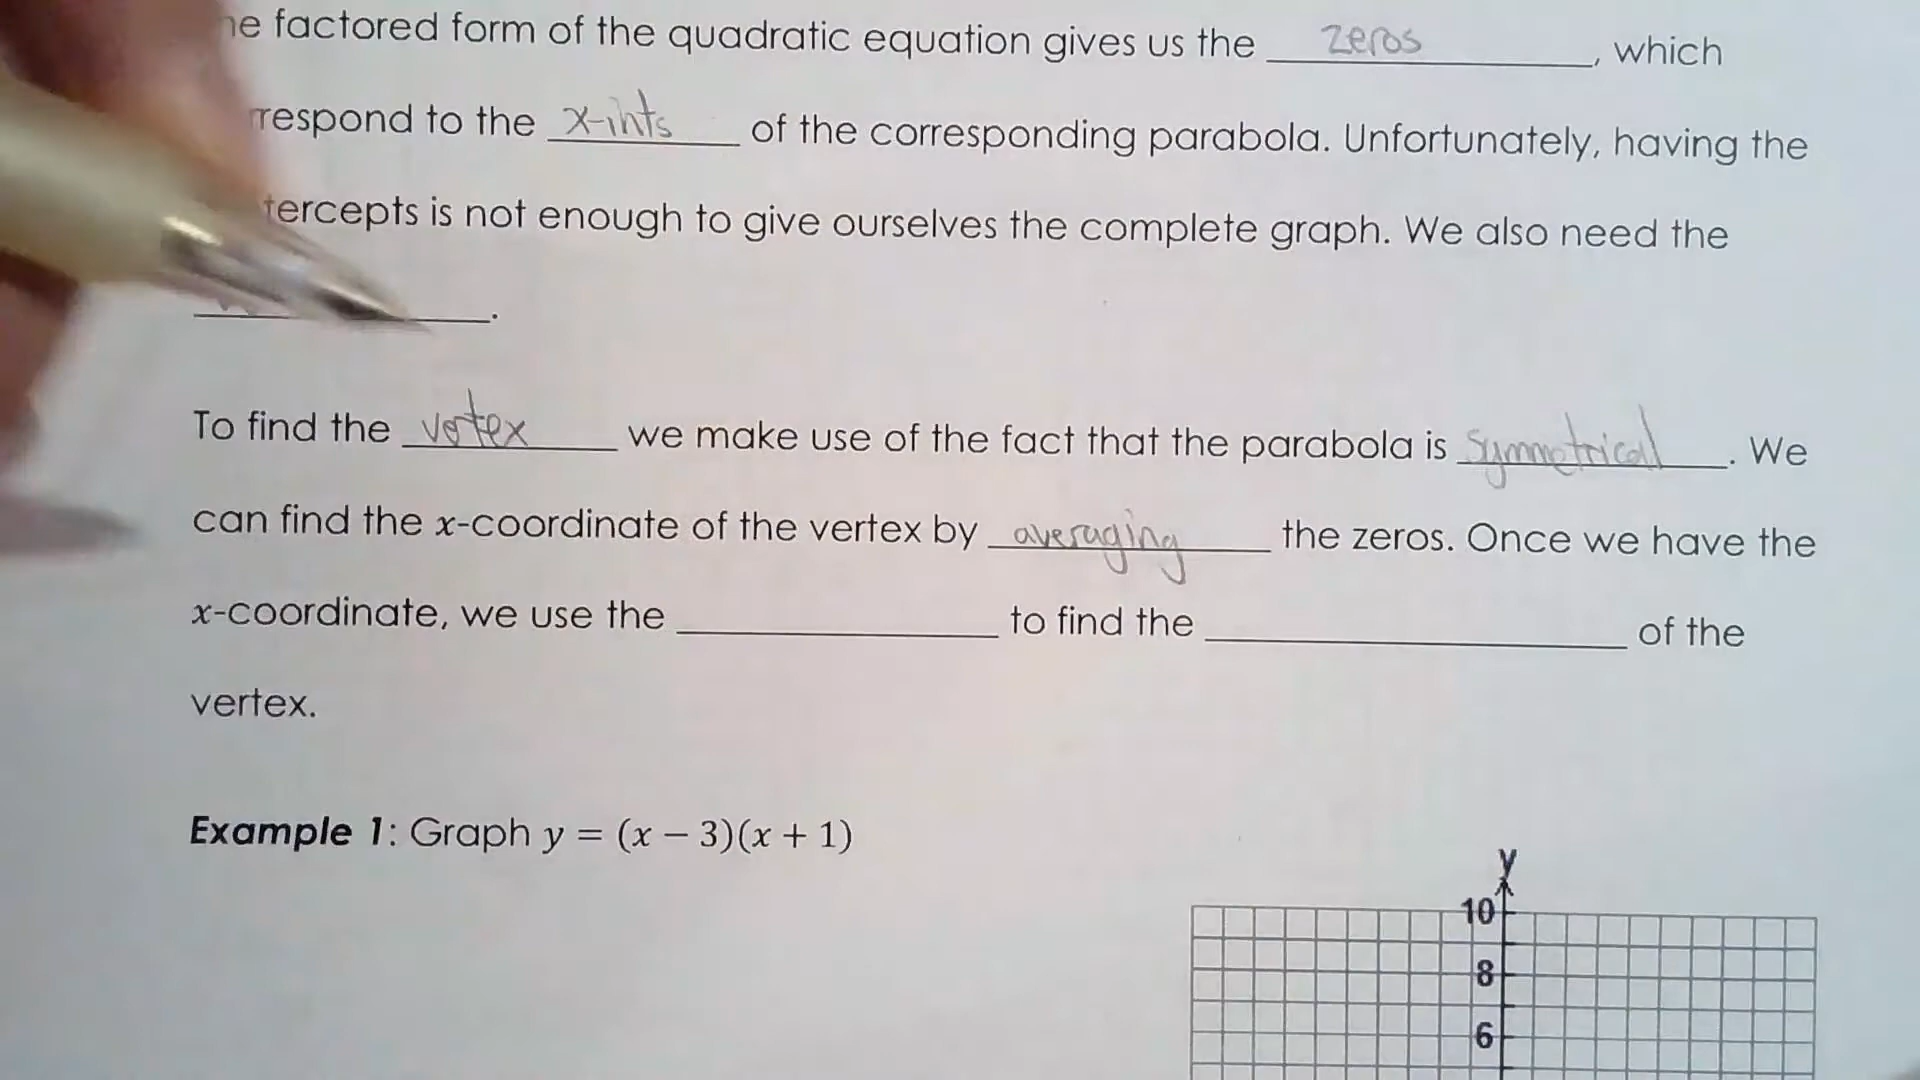 factored form of the quadratic equation gives us the zeros, which
respond to the x-ints of the corresponding parabola. Unfortunately, having the
tercepts is not enough to give ourselves the complete graph. We also need the
.
To find the vertex we make use of the fact that the parabola is symmetrical. We
can find the x-coordinate of the vertex by averaging the zeros. Once we have the
x-coordinate, we use the ____ to find the ____ of the
vertex.
Example 1: Graph y = (x − 3)(x + 1)
y
10
8
6